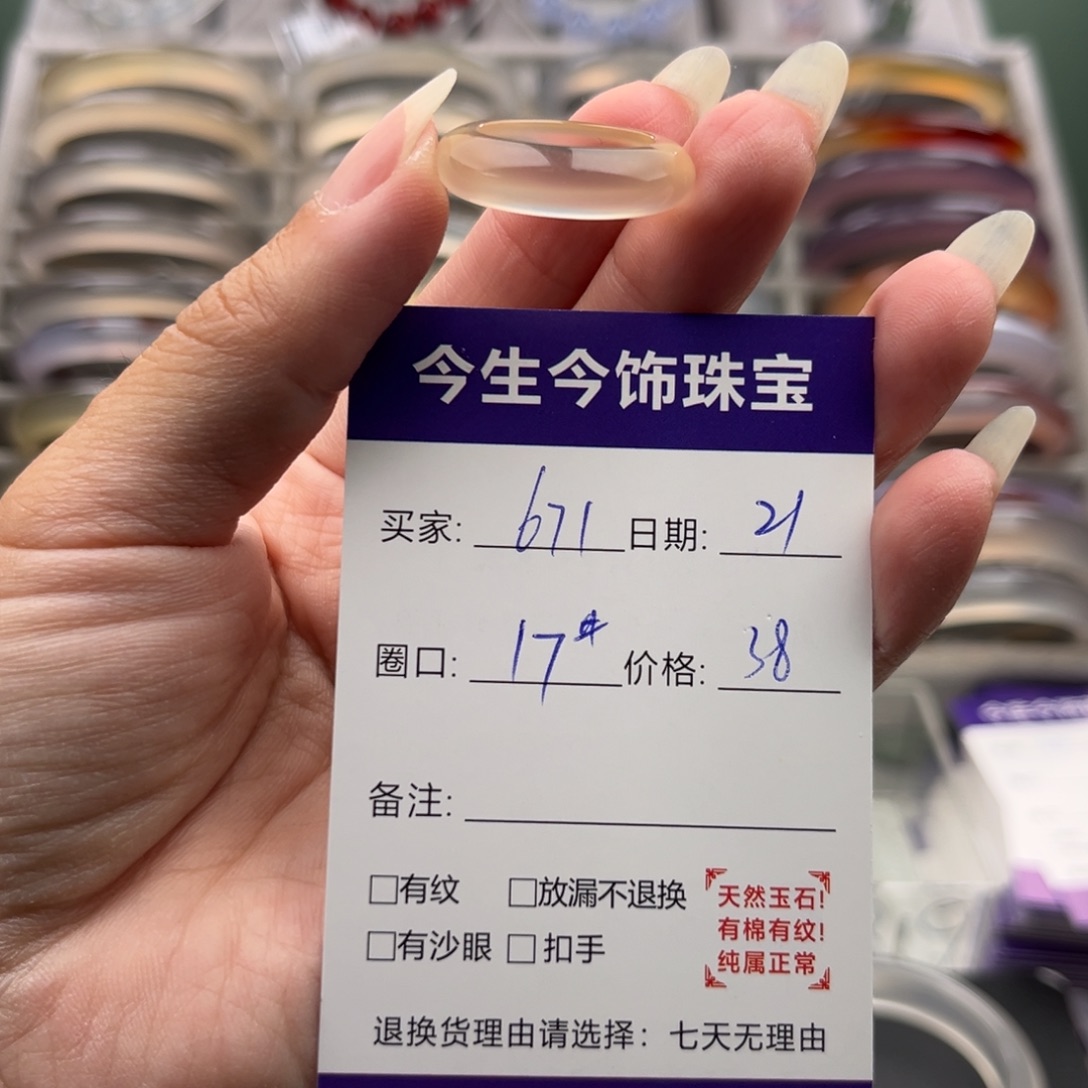 今生今饰珠宝
买家: 671 日期: 21
圈口: 17# 价格: 38
备注:
□有纹 □放漏不退换
□有沙眼 □扣手
天然玉石!
有棉有纹!
纯属正常
退换货理由请选择：七天无理由